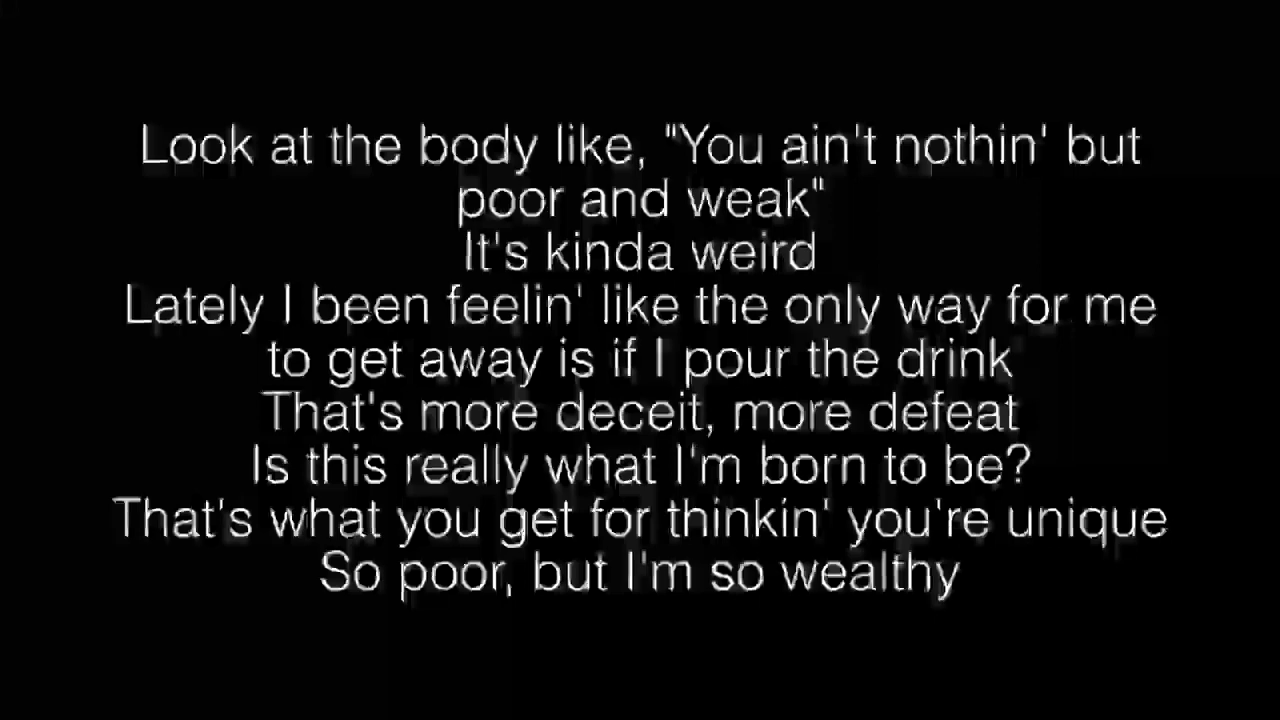 Look at the body like, "You ain't nothin' but
poor and weak"
It's kinda weird
Lately I been feelin' like the only way for me
to get away is if I pour the drink
That's more deceit, more defeat
Is this really what I'm born to be?
That's what you get for thinkin' you're unique
So poor, but I'm so wealthy